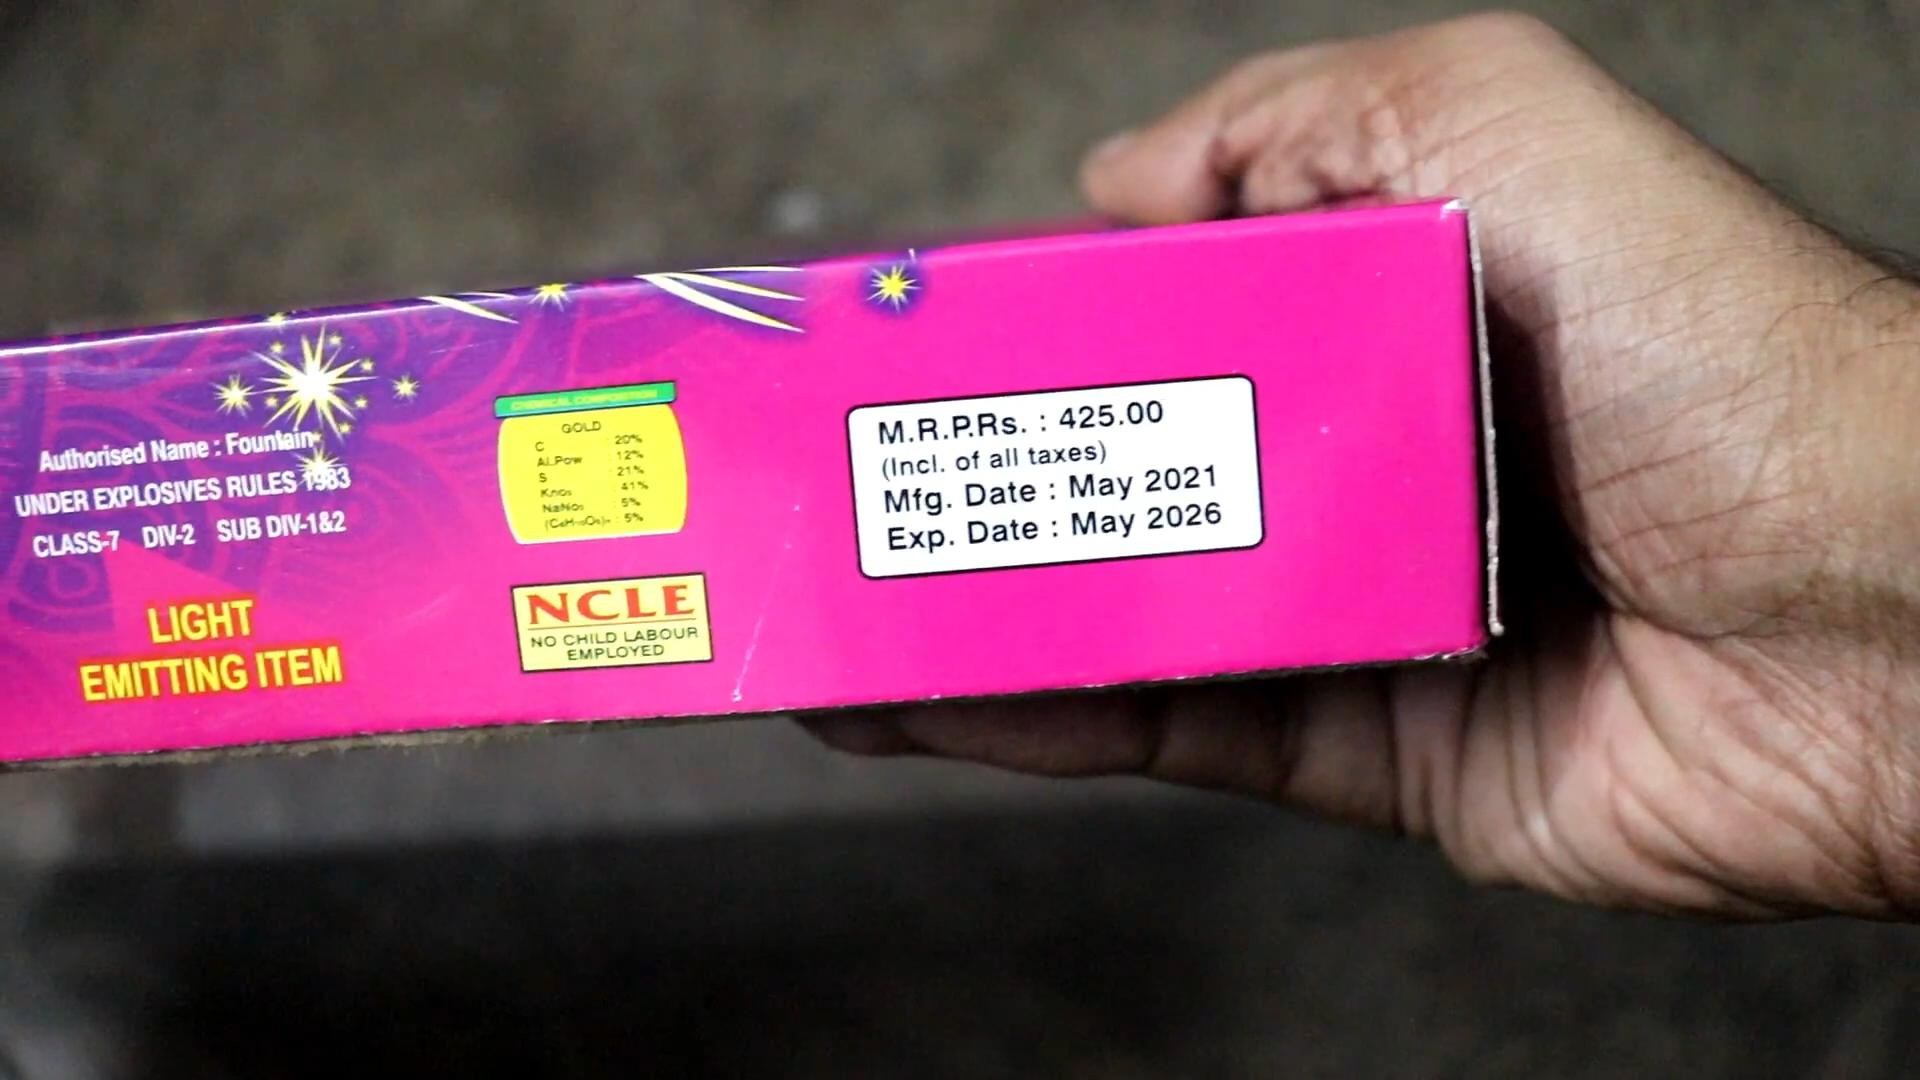 Authorised Name : Fountain
UNDER EXPLOSIVES RULES 1983
CLASS-7 DIV-2 SUB DIV-1&2
LIGHT
EMITTING ITEM
CHEMICAL COMPOSITION
GOLD
C : 20%
Al.Pow : 12%
S : 21%
Kno₃ : 41%
NaNo₃ : 5%
(C₆H₁₀O₅)ₙ : 5%
NCLE
NO CHILD LABOUR
EMPLOYED
M.R.P.Rs. : 425.00
(Incl. of all taxes)
Mfg. Date : May 2021
Exp. Date : May 2026